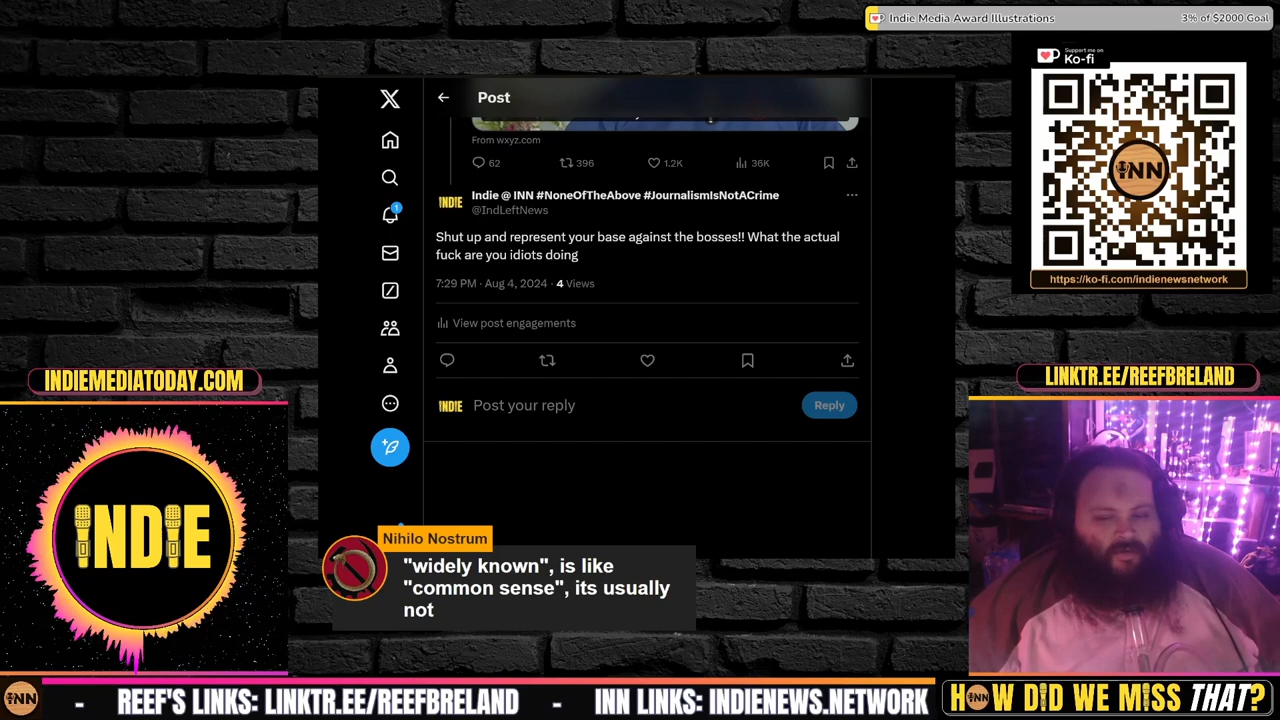 Indie Media Award Illustrations
3% of $2000 Goal
Support me on
Ko-fi
INN
https://ko-fi.com/indienewsnetwork
Post
From wxyz.com
62
396
1.2K
36K
INDIE
Indie @ INN #NoneOfTheAbove #JournalismIsNotACrime
@IndLeftNews
Shut up and represent your base against the bosses!! What the actual
fuck are you idiots doing
7:29 PM · Aug 4, 2024 · 4 Views
View post engagements
INDIE
Post your reply
Reply
1
INDIEMEDIATODAY.COM
INDIE
LINKTR.EE/REEFBRELAND
Nihilo Nostrum
"widely known", is like
"common sense", its usually
not
INN
- REEF'S LINKS: LINKTR.EE/REEFBRELAND - INN LINKS: INDIENEWS.NETWORK
HOW DID WE MISS THAT?